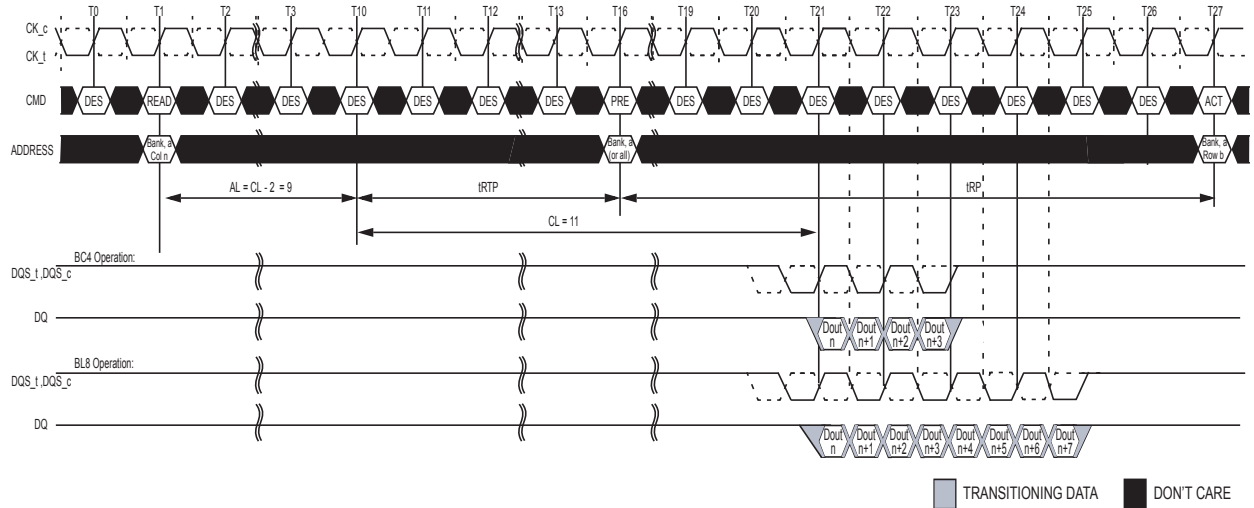 T0 T1 T2 T3 T10 T11 T12 T13 T16 T19 T20 T21 T22 T23 T24 T25 T26 T27
CK_c
CK_t
CMD DES READ DES DES DES DES DES DES PRE DES DES DES DES DES DES DES DES ACT
ADDRESS Bank, a Bank, a Bank, a
Col n (or all) Row b
AL = CL - 2 = 9 tRTP tRP
CL = 11
BC4 Operation:
DQS_t ,DQS_c
DQ Dout Dout Dout Dout
n n+1 n+2 n+3
BL8 Operation:
DQS_t ,DQS_c
DQ Dout Dout Dout Dout Dout Dout Dout Dout
n n+1 n+2 n+3 n+4 n+5 n+6 n+7
TRANSITIONING DATA DON'T CARE